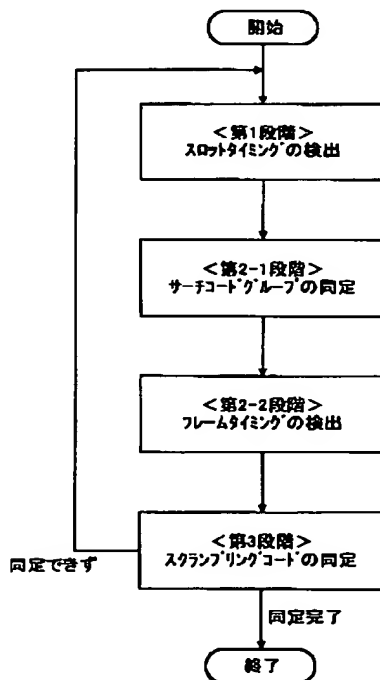 開始
<第1段階>
スロットタイミングの検出
<第2-1段階>
サーチコードグループの同定
<第2-2段階>
フレームタイミングの検出
<第3段階>
スクランブリングコードの同定
同定できず
同定完了
終了